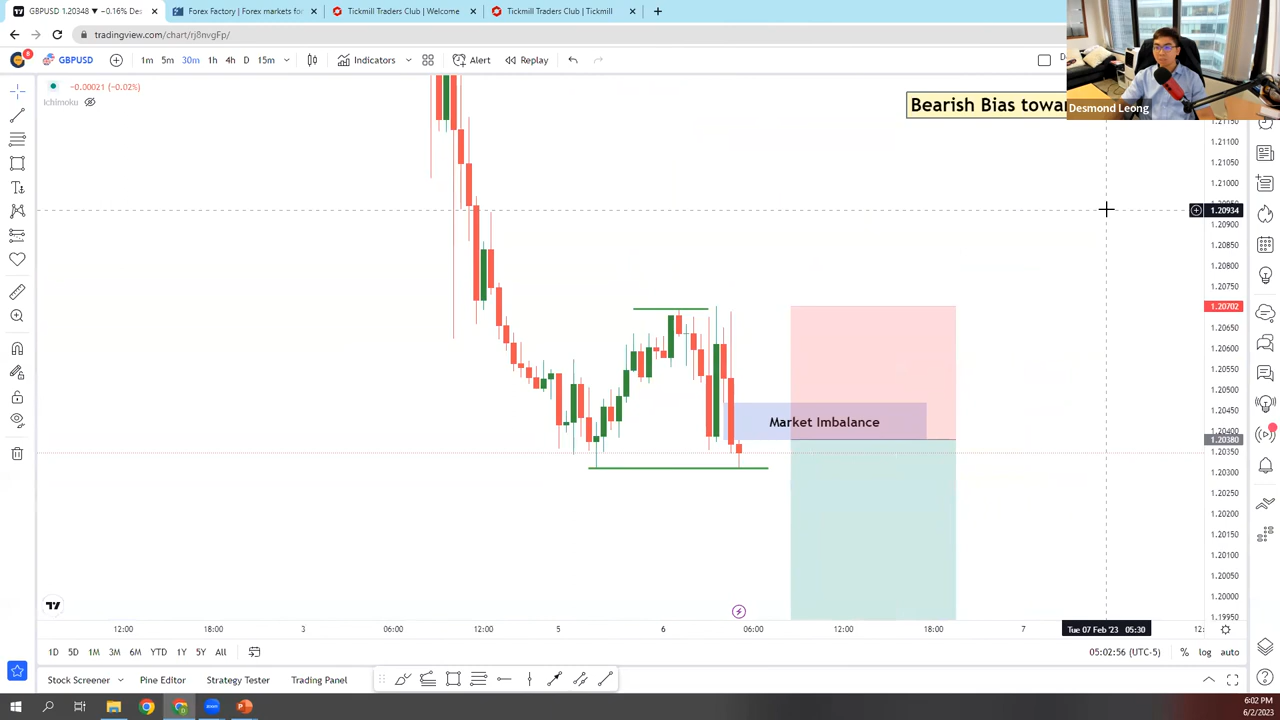 GBPUSD 1.20348 ▼ −0.16% Des
Forex Factory | Forex markets for
Tickmill Traders Club | Welcome
Tickmill Traders Club | Tickmill
tradingview.com/chart/rj8nvgFp/
8
GBPUSD
1m 5m 30m 1h 4h D 15m
Indicators
Alert
Replay
−0.00021 (−0.02%)
Ichimoku
Bearish Bias towa
Desmond Leong
1.21150
1.21100
1.21050
1.21000
1.20934
1.20900
1.20850
1.20800
1.20750
1.20702
1.20650
1.20600
1.20550
1.20500
1.20450
1.20400
1.20380
1.20350
1.20300
1.20250
1.20200
1.20150
1.20100
1.20050
1.20000
1.19950
Market Imbalance
12:00 18:00 3 06:00 12:00 5 6 06:00 12:00 18:00 7 Tue 07 Feb '23 05:30 12:
1D 5D 1M 3M 6M YTD 1Y 5Y All
05:02:56 (UTC-5) % log auto
Stock Screener Pine Editor Strategy Tester Trading Panel
6:02 PM
6/2/2023